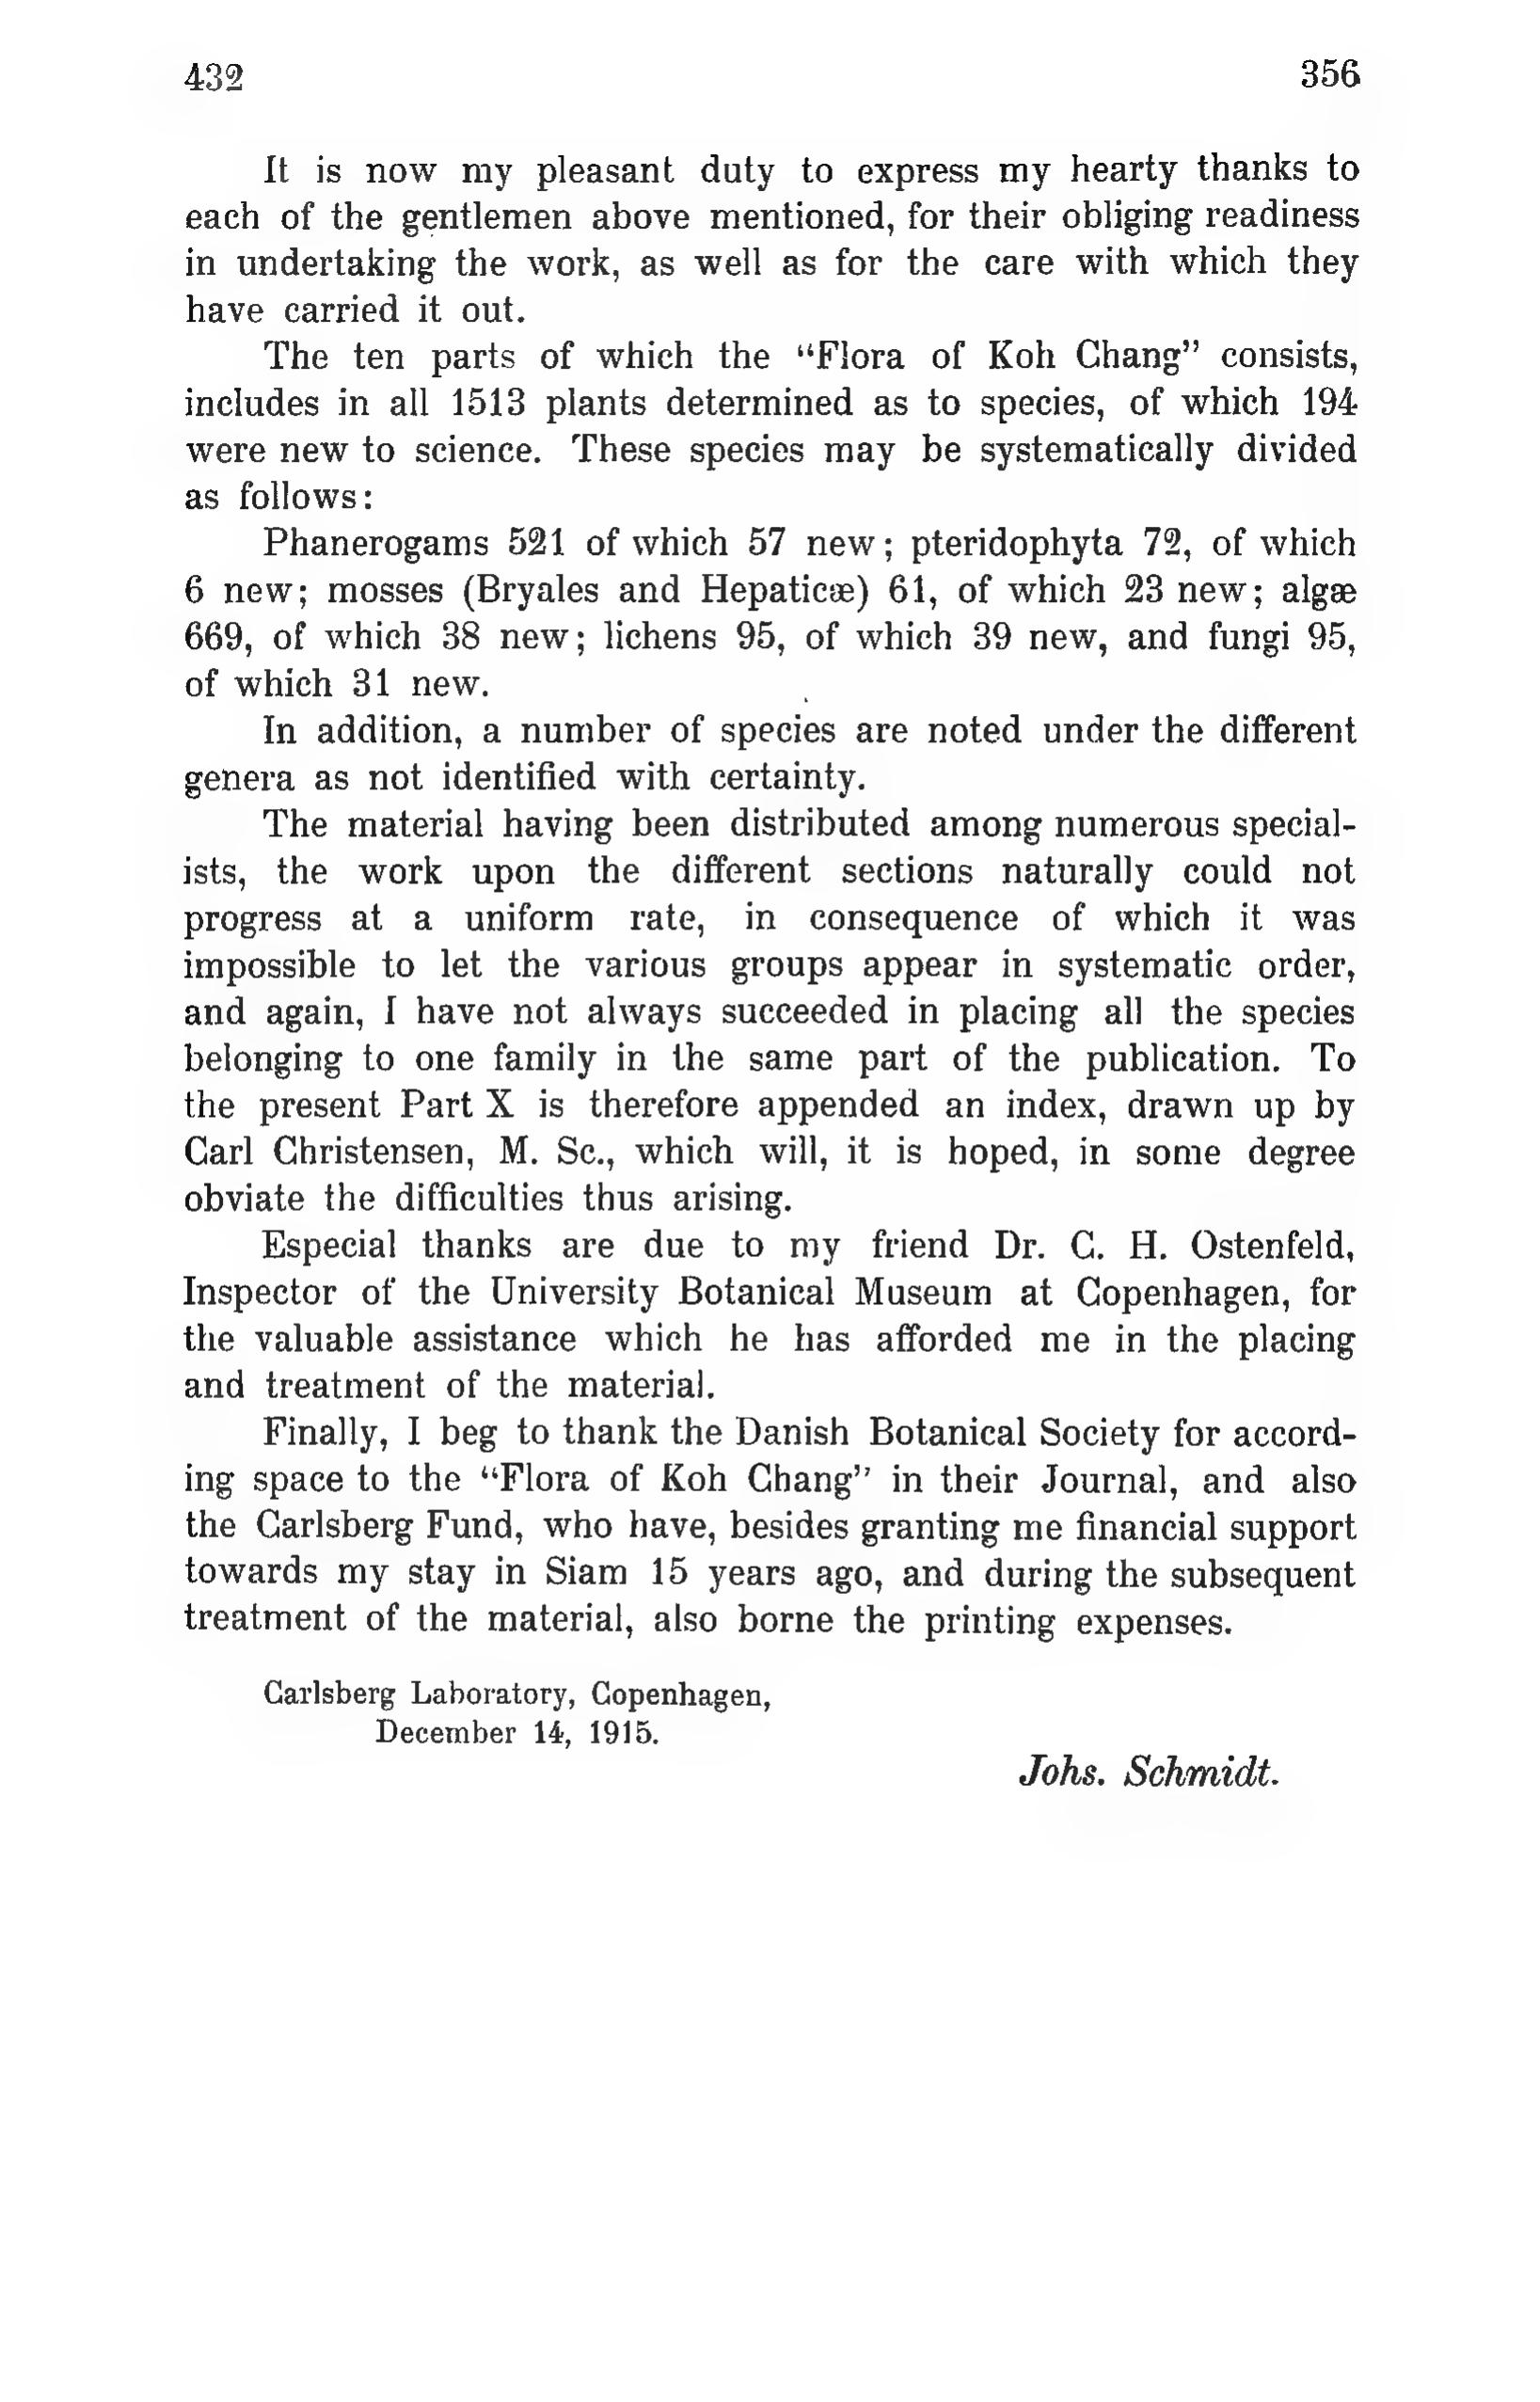 432 356
It is now my pleasant duty to express my hearty thanks to
each of the gentlemen above mentioned, for their obliging readiness
in undertaking the work, as well as for the care with which they
have carried it out.
The ten parts of which the “Flora of Koh Chang” consists,
includes in all 1513 plants determined as to species, of which 194
were new to science. These species may be systematically divided
as follows:
Phanerogams 521 of which 57 new; pteridophyta 72, of which
6 new; mosses (Bryales and Hepaticæ) 61, of which 23 new; algæ
669, of which 38 new; lichens 95, of which 39 new, and fungi 95,
of which 31 new.
In addition, a number of species are noted under the different
genera as not identified with certainty.
The material having been distributed among numerous special-
ists, the work upon the different sections naturally could not
progress at a uniform rate, in consequence of which it was
impossible to let the various groups appear in systematic order,
and again, I have not always succeeded in placing all the species
belonging to one family in the same part of the publication. To
the present Part X is therefore appended an index, drawn up by
Carl Christensen, M. Sc., which will, it is hoped, in some degree
obviate the difficulties thus arising.
Especial thanks are due to my friend Dr. C. H. Ostenfeld,
Inspector of the University Botanical Museum at Copenhagen, for
the valuable assistance which he has afforded me in the placing
and treatment of the material.
Finally, I beg to thank the Danish Botanical Society for accord-
ing space to the “Flora of Koh Chang” in their Journal, and also
the Carlsberg Fund, who have, besides granting me financial support
towards my stay in Siam 15 years ago, and during the subsequent
treatment of the material, also borne the printing expenses.
Carlsberg Laboratory, Copenhagen,
December 14, 1915.
Johs. Schmidt.